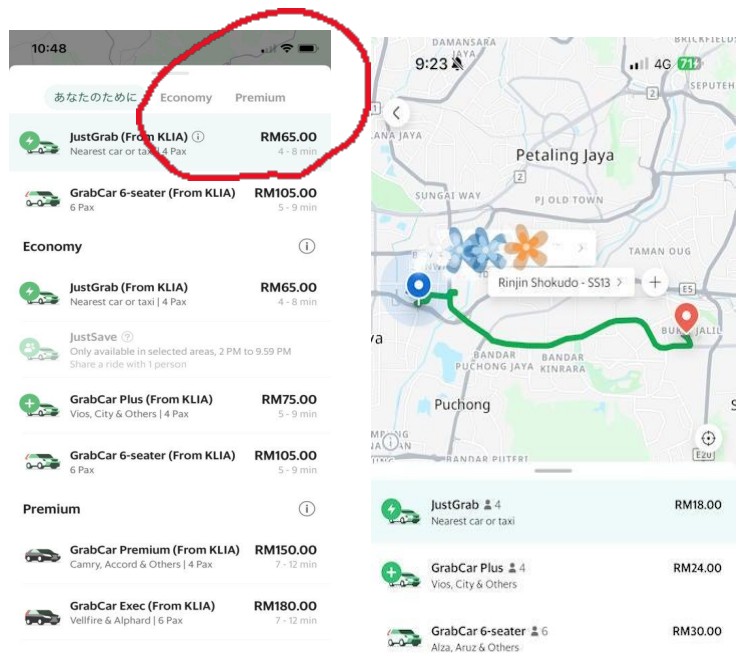 10:48
あなたのために Economy Premium
JustGrab (From KLIA)
RM65.00
Nearest car or taxi | 4 Pax
4 - 8 min
GrabCar 6-seater (From KLIA)
RM105.00
6 Pax
5 - 9 min
Economy
JustGrab (From KLIA)
RM65.00
Nearest car or taxi | 4 Pax
4 - 8 min
JustSave
Only available in selected areas, 2 PM to 9.59 PM
Share a ride with 1 person
GrabCar Plus (From KLIA)
RM75.00
Vios, City & Others | 4 Pax
5 - 9 min
GrabCar 6-seater (From KLIA)
RM105.00
6 Pax
5 - 9 min
Premium
GrabCar Premium (From KLIA)
RM150.00
Camry, Accord & Others | 4 Pax
7 - 12 min
GrabCar Exec (From KLIA)
RM180.00
Vellfire & Alphard | 6 Pax
7 - 12 min
DAMANSARA
JAYA
BRICKFIELDS
9:23
4G 71
SEPUTEH
2
ANA JAYA
Petaling Jaya
2
SUNGAI WAY
PJ OLD TOWN
TAMAN OUG
Rinjin Shokudo - SS13
E5
BUKIT JALIL
BANDAR
PUCHONG JAYA
BANDAR
KINRARA
Puchong
BANDAR PUTERI
E20
JustGrab 4
RM18.00
Nearest car or taxi
GrabCar Plus 4
RM24.00
Vios, City & Others
GrabCar 6-seater 6
RM30.00
Alza, Aruz & Others